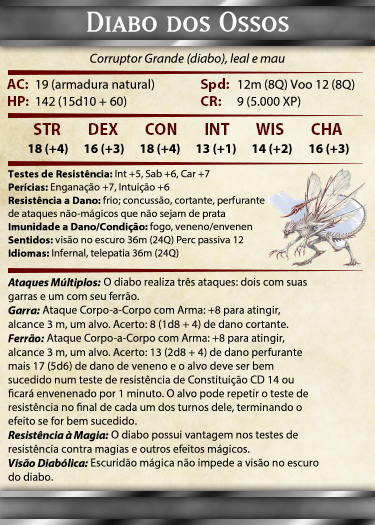 Diabo dos Ossos
Corruptor Grande (diabo), leal e mau
AC: 19 (armadura natural) Spd: 12m (8Q) Voo 12 (8Q)
HP: 142 (15d10 + 60) CR: 9 (5.000 XP)
STR DEX CON INT WIS CHA
18 (+4) 16 (+3) 18 (+4) 13 (+1) 14 (+2) 16 (+3)
Testes de Resistência: Int +5, Sab +6, Car +7
Perícias: Enganação +7, Intuição +6
Resistência a Dano: frio; concussão, cortante, perfurante
de ataques não-mágicos que não sejam de prata
Imunidade a Dano/Condição: fogo, veneno/envenen
Sentidos: visão no escuro 36m (24Q) Perc passiva 12
Idiomas: Infernal, telepatia 36m (24Q)
Ataques Múltiplos: O diabo realiza três ataques: dois com suas
garras e um com seu ferrão.
Garra: Ataque Corpo-a-Corpo com Arma: +8 para atingir,
alcance 3 m, um alvo. Acerto: 8 (1d8 + 4) de dano cortante.
Ferrão: Ataque Corpo-a-Corpo com Arma: +8 para atingir,
alcance 3 m, um alvo. Acerto: 13 (2d8 + 4) de dano perfurante
mais 17 (5d6) de dano de veneno e o alvo deve ser bem
sucedido num teste de resistência de Constituição CD 14 ou
ficará envenenado por 1 minuto. O alvo pode repetir o teste de
resistência no final de cada um dos turnos dele, terminando o
efeito se for bem sucedido.
Resistência à Magia: O diabo possui vantagem nos testes de
resistência contra magias e outros efeitos mágicos.
Visão Diabólica: Escuridão mágica não impede a visão no escuro
do diabo.